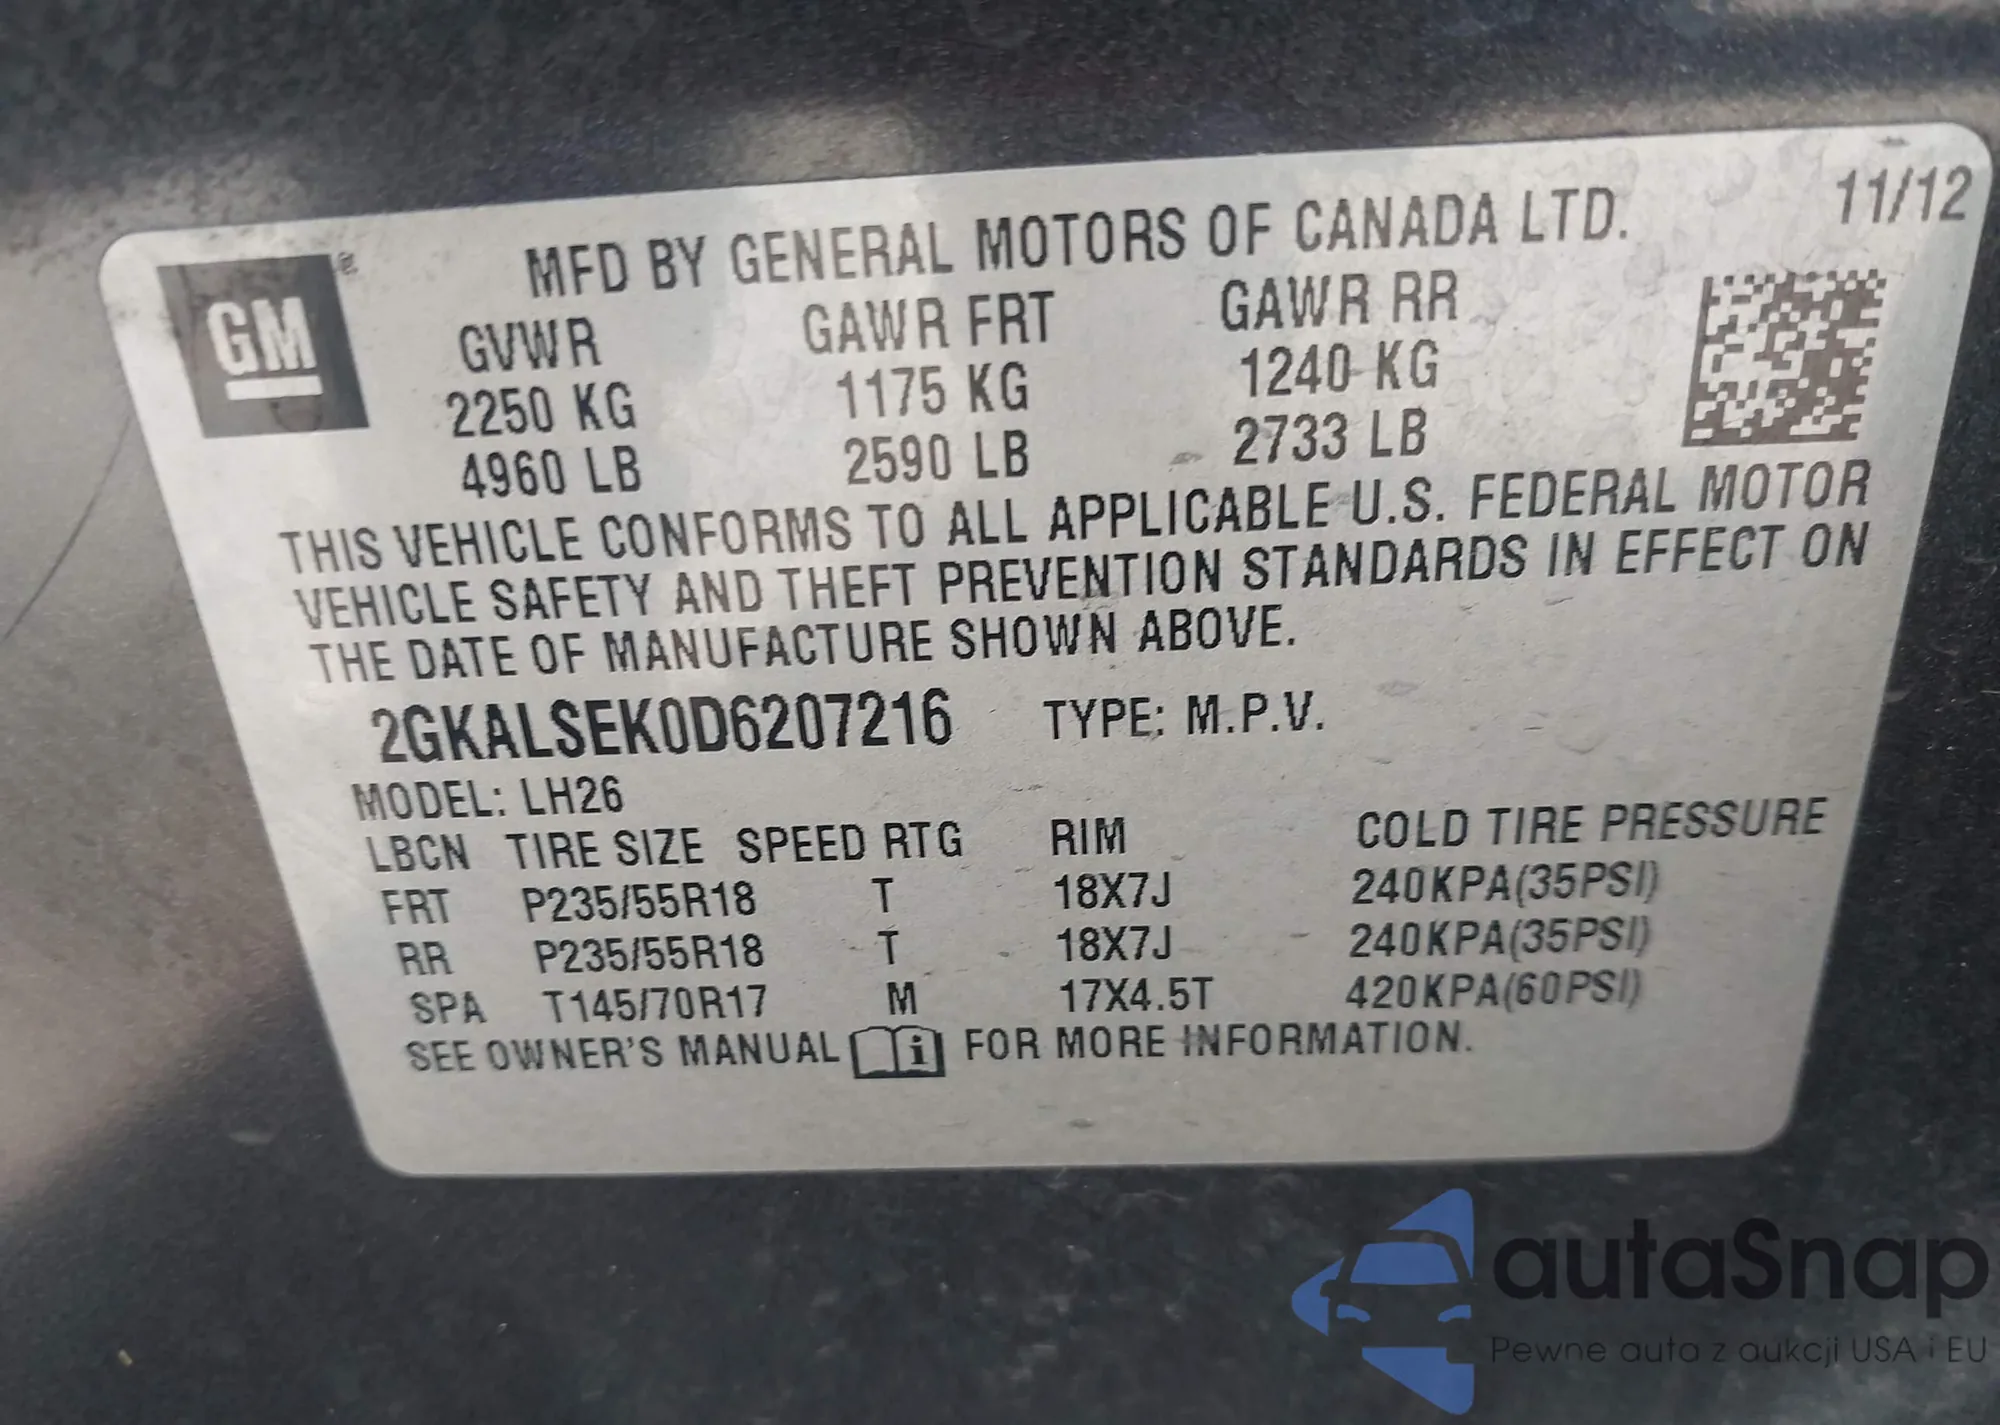 GM
MFD BY GENERAL MOTORS OF CANADA LTD. 11/12
GVWR GAWR FRT GAWR RR
2250 KG 1175 KG 1240 KG
4960 LB 2590 LB 2733 LB
THIS VEHICLE CONFORMS TO ALL APPLICABLE U.S. FEDERAL MOTOR
VEHICLE SAFETY AND THEFT PREVENTION STANDARDS IN EFFECT ON
THE DATE OF MANUFACTURE SHOWN ABOVE.
2GKALSEK0D6207216 TYPE: M.P.V.
MODEL: LH26
LBCN TIRE SIZE SPEED RTG RIM COLD TIRE PRESSURE
FRT P235/55R18 T 18X7J 240KPA(35PSI)
RR P235/55R18 T 18X7J 240KPA(35PSI)
SPA T145/70R17 M 17X4.5T 420KPA(60PSI)
SEE OWNER'S MANUAL i FOR MORE INFORMATION.
autaSnap
Pewne auta z aukcji USA i EU